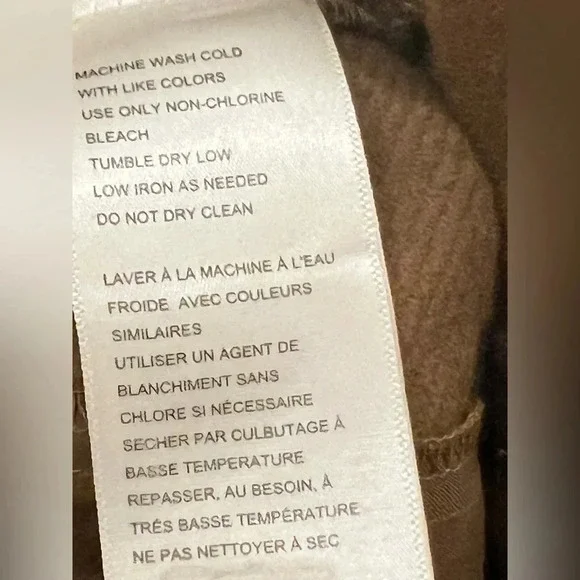 MACHINE WASH COLD
WITH LIKE COLORS
USE ONLY NON-CHLORINE
BLEACH
TUMBLE DRY LOW
LOW IRON AS NEEDED
DO NOT DRY CLEAN
LAVER À LA MACHINE À L'EAU
FROIDE AVEC COULEURS
SIMILAIRES
UTILISER UN AGENT DE
BLANCHIMENT SANS
CHLORE SI NÉCESSAIRE
SECHER PAR CULBUTAGE À
BASSE TEMPERATURE
REPASSER, AU BESOIN, À
TRÉS BASSE TEMPÉRATURE
NE PAS NETTOYER À SEC